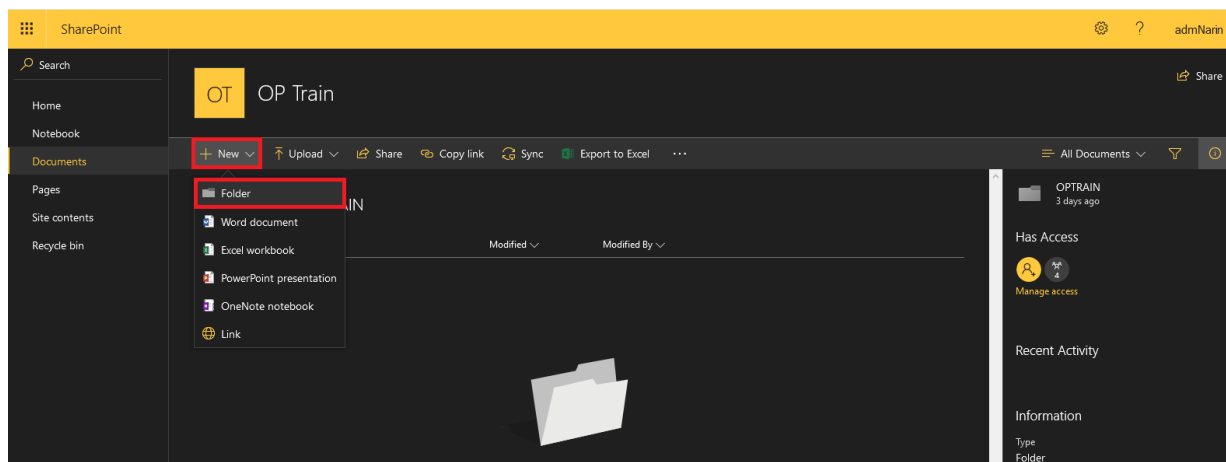 SharePoint
?
admNarin
Search
Home
Notebook
Documents
Pages
Site contents
Recycle bin
OT
OP Train
Share
+ New
Upload
Share
Copy link
Sync
Export to Excel
...
All Documents
Folder
Word document
Excel workbook
PowerPoint presentation
OneNote notebook
Link
Modified
Modified By
OPTRAIN
3 days ago
Has Access
4
Manage access
Recent Activity
Information
Type
Folder